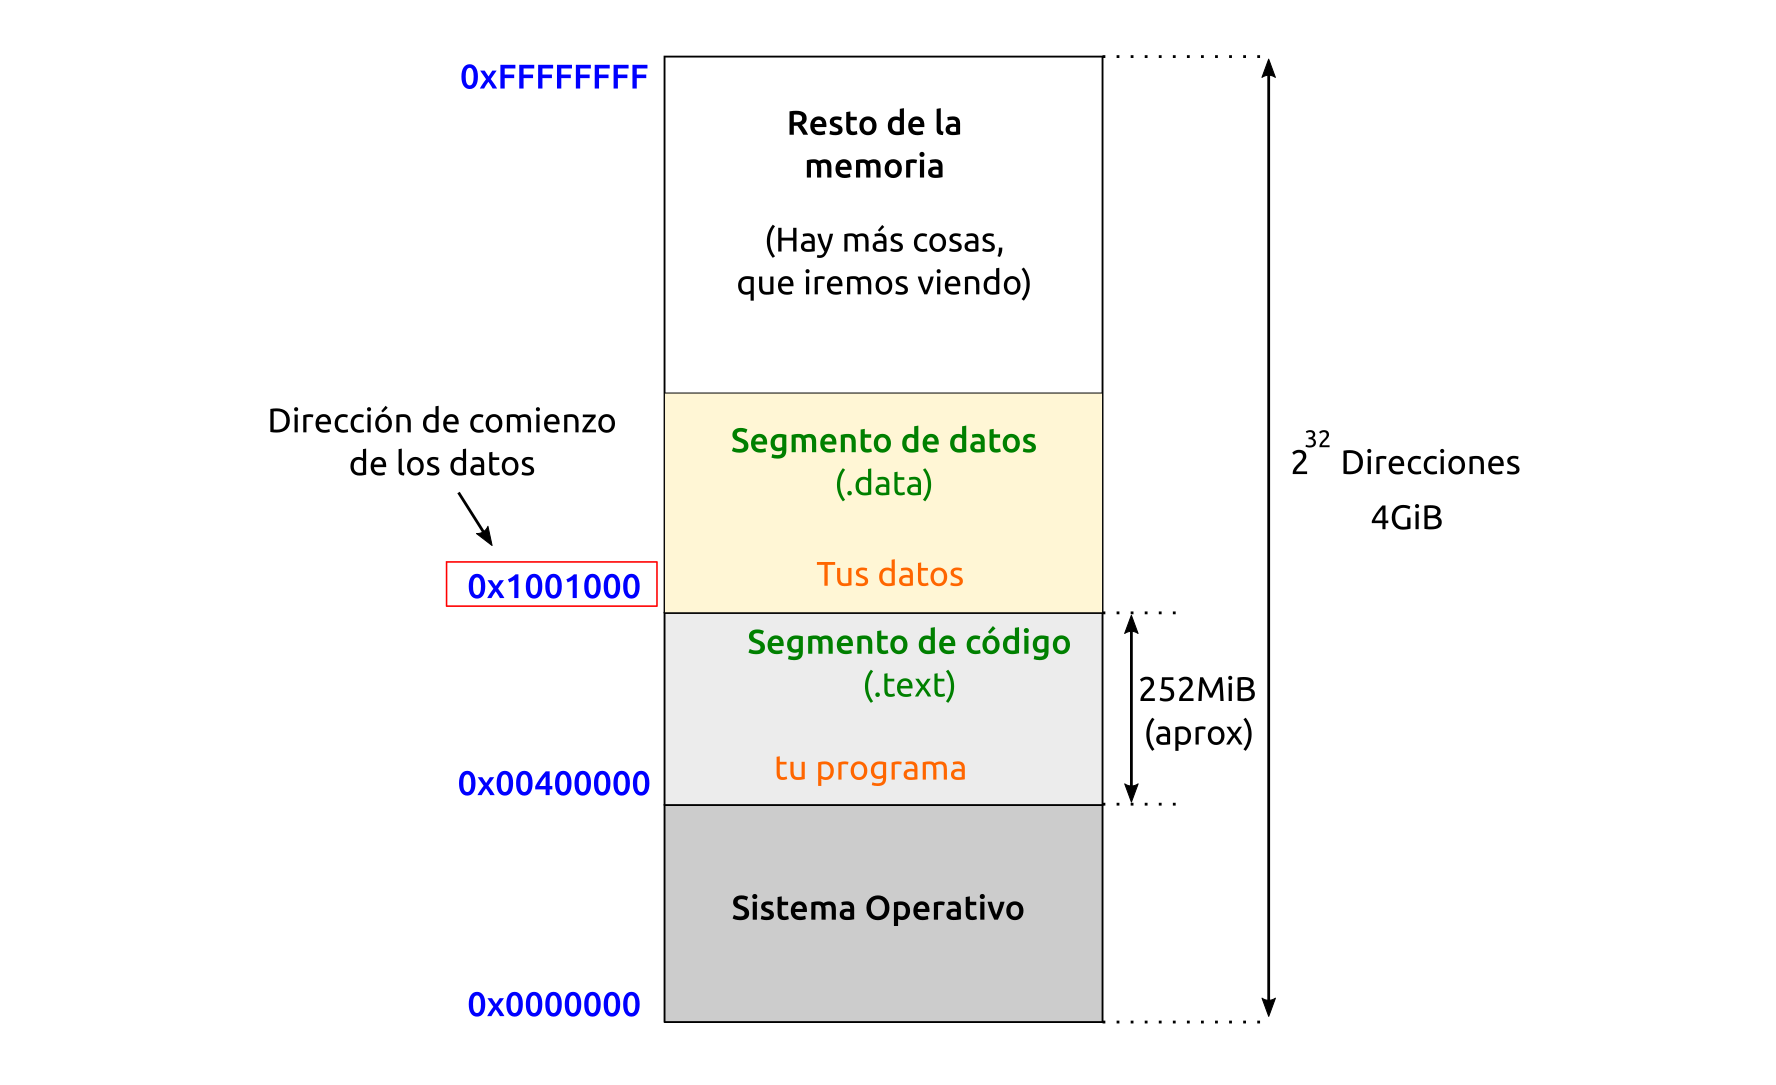 0xFFFFFFFF
Resto de la
memoria
(Hay más cosas,
que iremos viendo)
Dirección de comienzo
de los datos
0x1001000
Segmento de datos
(.data)
Tus datos
2^32 Direcciones
4GiB
Segmento de código
(.text)
tu programa
252MiB
(aprox)
0x00400000
Sistema Operativo
0x0000000